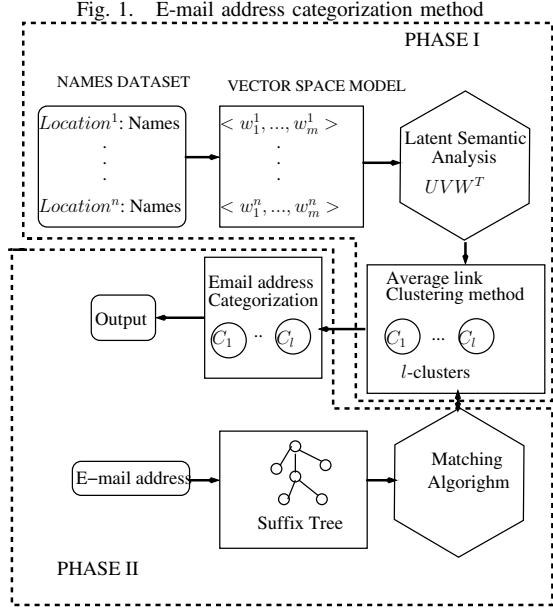 Fig. 1. E-mail address categorization method
PHASE I
NAMES DATASET
VECTOR SPACE MODEL
Location^1: Names
.
.
.
Location^n: Names
< w_1^1, ..., w_m^1 >
.
.
.
< w_1^n, ..., w_m^n >
Latent Semantic
Analysis
UVW^T
Average link
Clustering method
C_1 ... C_l
l-clusters
Email address
Categorization
C_1 .. C_l
Output
E-mail address
Suffix Tree
Matching
Algorighm
PHASE II